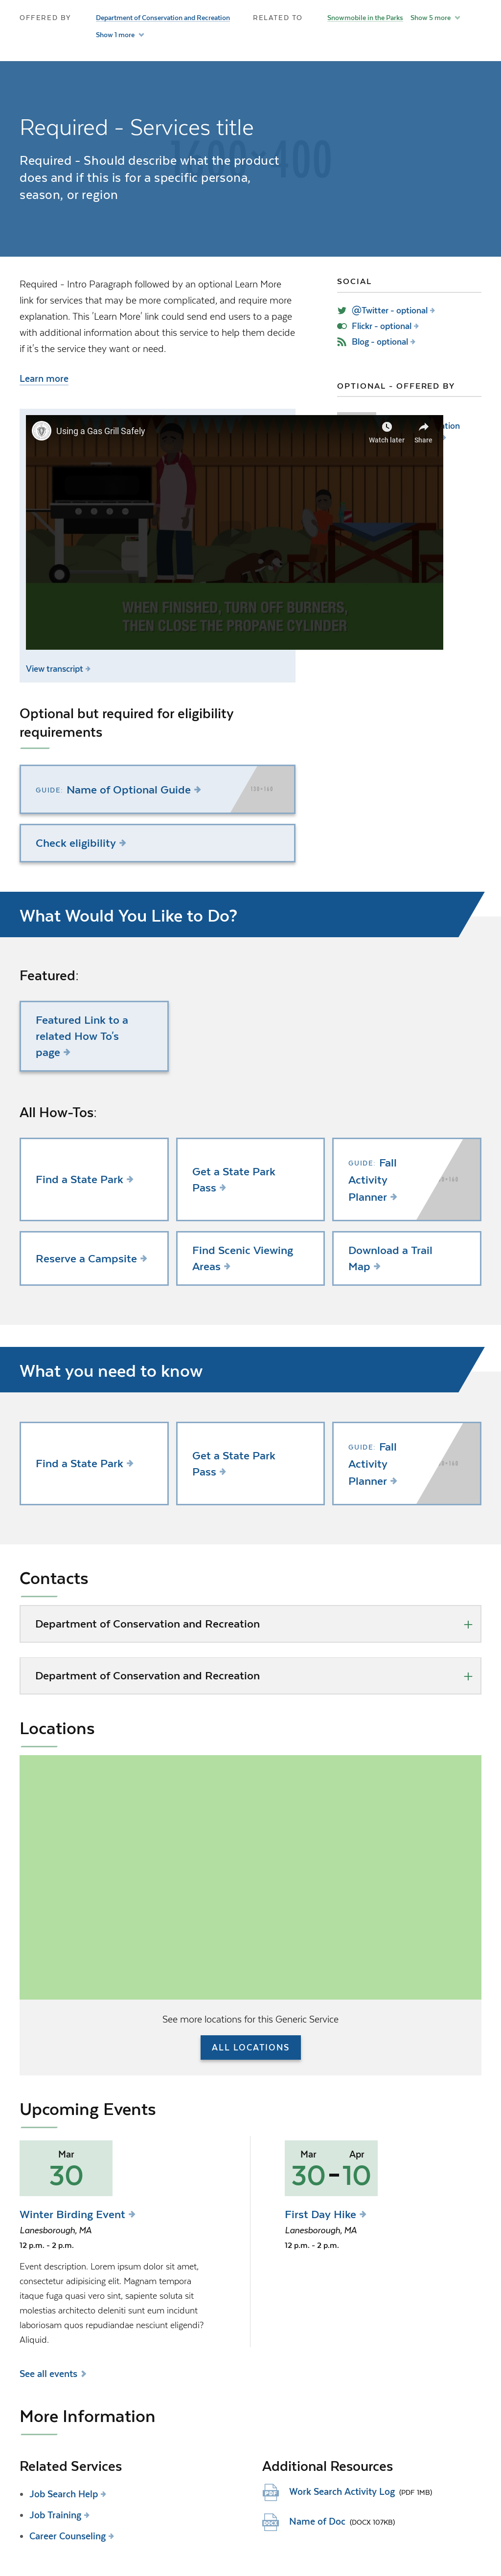 OFFERED BY
Department of Conservation and Recreation
Show 1 more
RELATED TO
Snowmobile in the Parks
Show 5 more
Required - Services title
1600x400
Required - Should describe what the product
does and if this is for a specific persona,
season, or region
Required - Intro Paragraph followed by an optional Learn More
link for services that may be more complicated, and require more
explanation. This 'Learn More' link could send end users to a page
with additional information about this service to help them decide
if it's the service they want or need.
Learn more
SOCIAL
@Twitter - optional
Flickr - optional
Blog - optional
OPTIONAL - OFFERED BY
Using a Gas Grill Safely
Watch later
Share
WHEN FINISHED, TURN OFF BURNERS,
THEN CLOSE THE PROPANE CYLINDER
View transcript
Optional but required for eligibility
requirements
GUIDE: Name of Optional Guide
Check eligibility
What Would You Like to Do?
Featured:
Featured Link to a
related How To's
page
All How-Tos:
Find a State Park
Get a State Park
Pass
GUIDE: Fall
Activity
Planner
Reserve a Campsite
Find Scenic Viewing
Areas
Download a Trail
Map
What you need to know
Find a State Park
Get a State Park
Pass
GUIDE: Fall
Activity
Planner
Contacts
Department of Conservation and Recreation
Department of Conservation and Recreation
Locations
See more locations for this Generic Service
ALL LOCATIONS
Upcoming Events
Mar
30
Winter Birding Event
Lanesborough, MA
12 p.m. - 2 p.m.
Event description. Lorem ipsum dolor sit amet,
consectetur adipisicing elit. Magnam tempora
itaque fuga quasi vero sint, sapiente soluta sit
molestias architecto deleniti sunt eum incidunt
laboriosam quos repudiandae nesciunt eligendi?
Aliquid.
Mar Apr
30-10
First Day Hike
Lanesborough, MA
12 p.m. - 2 p.m.
See all events
More Information
Related Services
Job Search Help
Job Training
Career Counseling
Additional Resources
PDF
Work Search Activity Log (PDF 1MB)
DOCX
Name of Doc (DOCX 107KB)